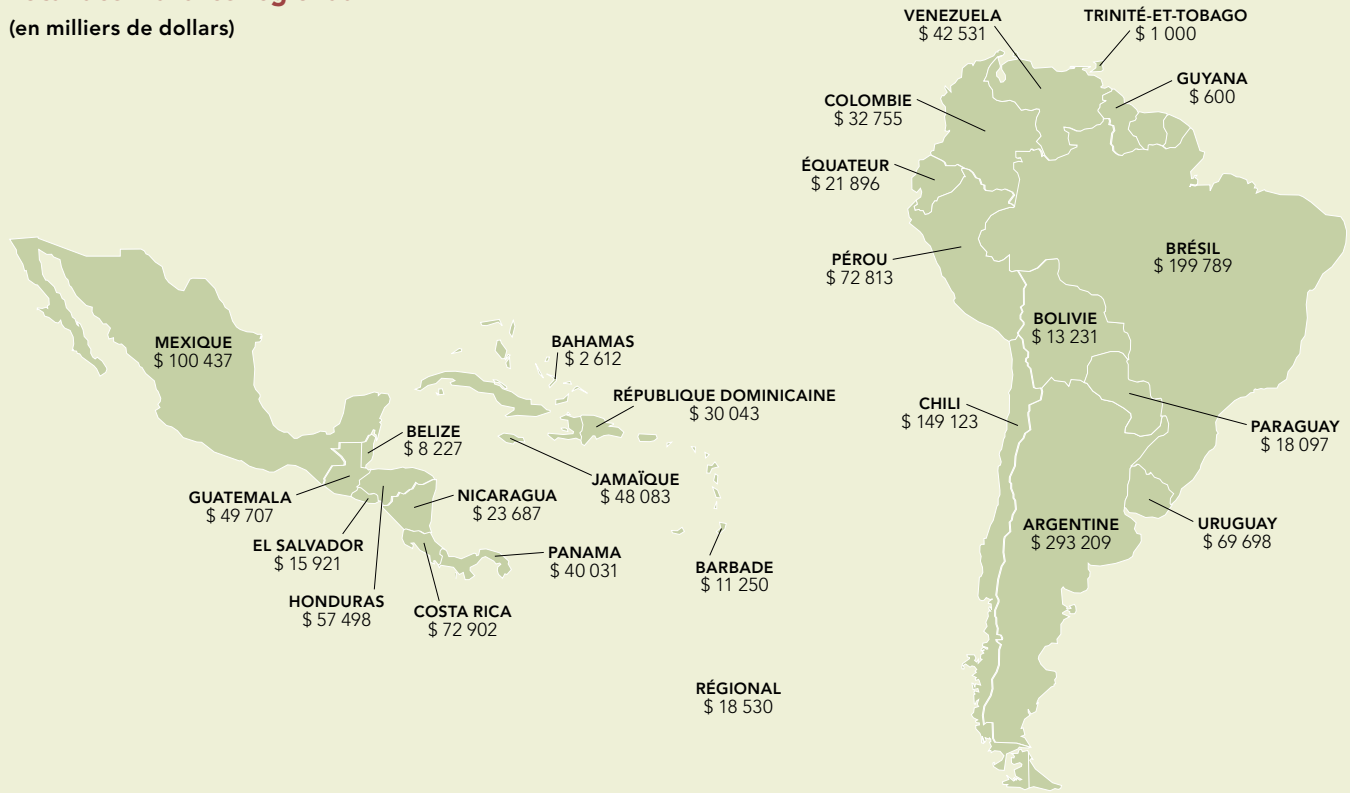 (en milliers de dollars)
VENEZUELA
$ 42 531
TRINITÉ-ET-TOBAGO
$ 1 000
GUYANA
$ 600
COLOMBIE
$ 32 755
ÉQUATEUR
$ 21 896
PÉROU
$ 72 813
BRÉSIL
$ 199 789
BOLIVIE
$ 13 231
MEXIQUE
$ 100 437
BAHAMAS
$ 2 612
RÉPUBLIQUE DOMINICAINE
$ 30 043
CHILI
$ 149 123
BELIZE
$ 8 227
PARAGUAY
$ 18 097
JAMAÏQUE
$ 48 083
GUATEMALA
$ 49 707
NICARAGUA
$ 23 687
EL SALVADOR
$ 15 921
PANAMA
$ 40 031
ARGENTINE
$ 293 209
URUGUAY
$ 69 698
BARBADE
$ 11 250
HONDURAS
$ 57 498
COSTA RICA
$ 72 902
RÉGIONAL
$ 18 530